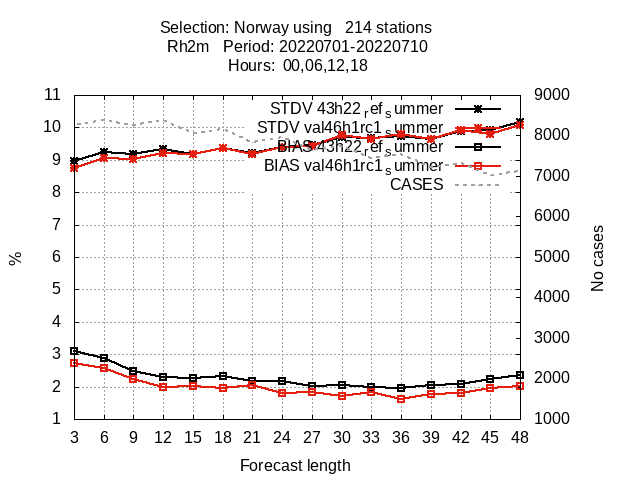 Selection: Norway using   214 stations
Rh2m   Period: 20220701-20220710
Hours:  00,06,12,18
11 9000
STDV 43h22_ref_summer
10 STDV val46h1rc1_summer 8000
BIAS 43h22_ref_summer
9 BIAS val46h1rc1_summer 7000
CASES
8
7 6000
6 5000
% No cases
5 4000
4
3 3000
2 2000
1 1000
3 6 9 12 15 18 21 24 27 30 33 36 39 42 45 48
Forecast length